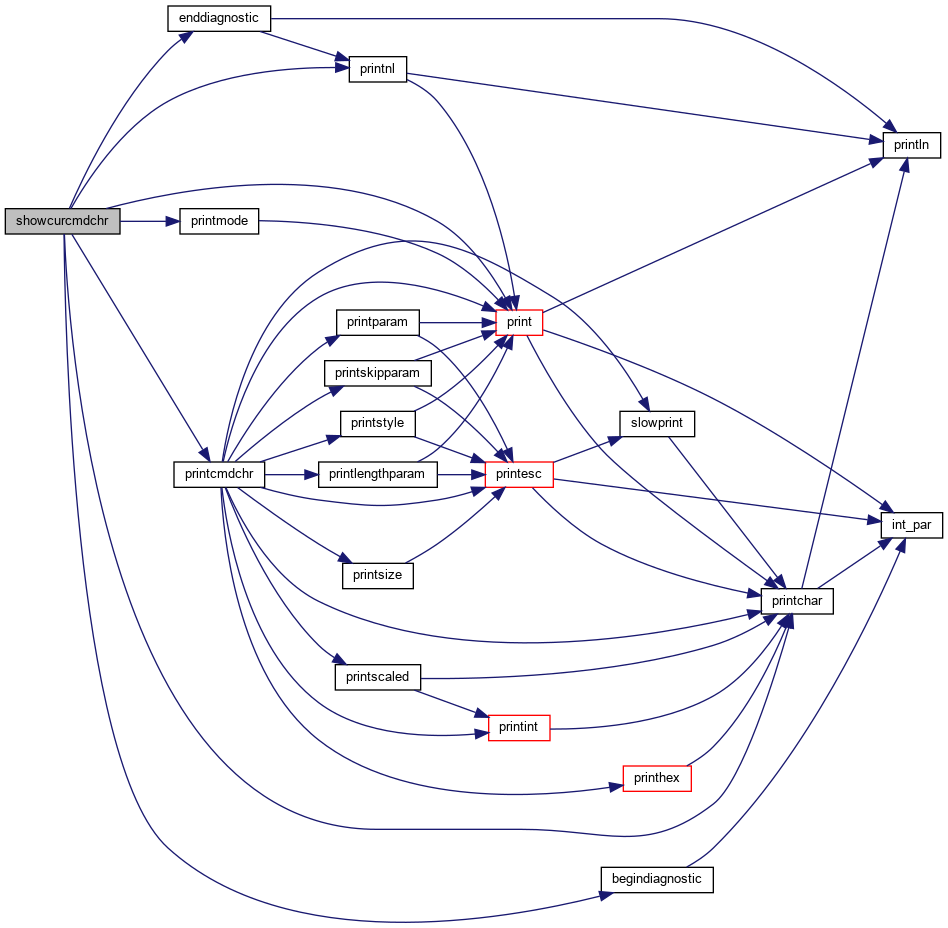 enddiagnostic
printnl
println
showcurcmdchr
printmode
printparam
print
printskipparam
printstyle
slowprint
printcmdchr
printlengthparam
printesc
int_par
printsize
printchar
printscaled
printint
printhex
begindiagnostic